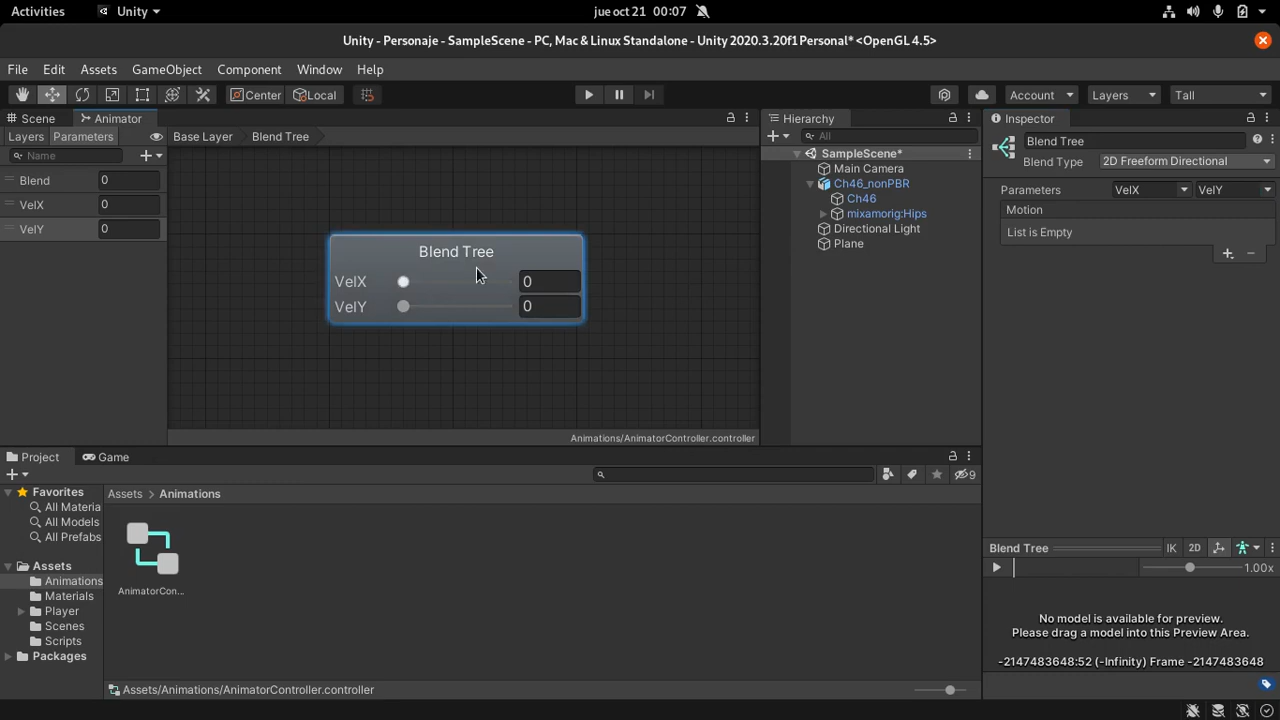 Activities Unity jue oct 21 00:07
Unity - Personaje - SampleScene - PC, Mac & Linux Standalone - Unity 2020.3.20f1 Personal* <OpenGL 4.5>
File Edit Assets GameObject Component Window Help
Center Local Account Layers Tall
Scene Animator Hierarchy Inspector
Layers Parameters Base Layer Blend Tree All Blend Tree
Name SampleScene* Blend Type 2D Freeform Directional
Blend 0 Main Camera
Ch46_nonPBR Parameters VelX VelY
VelX 0 Ch46 Motion
VelY 0 mixamorig:Hips
Directional Light List is Empty
Plane
Blend Tree
VelX 0
VelY 0
Animations/AnimatorController.controller
Project Game
Favorites Assets > Animations
All Materia
All Models
All Prefabs
Assets
Animations
Materials
Player
Scenes
Scripts
Packages
AnimatorCon...
Assets/Animations/AnimatorController.controller
9
Blend Tree IK 2D
1.00x
No model is available for preview.
Please drag a model into this Preview Area.
-2147483648:52 (-Infinity) Frame -2147483648